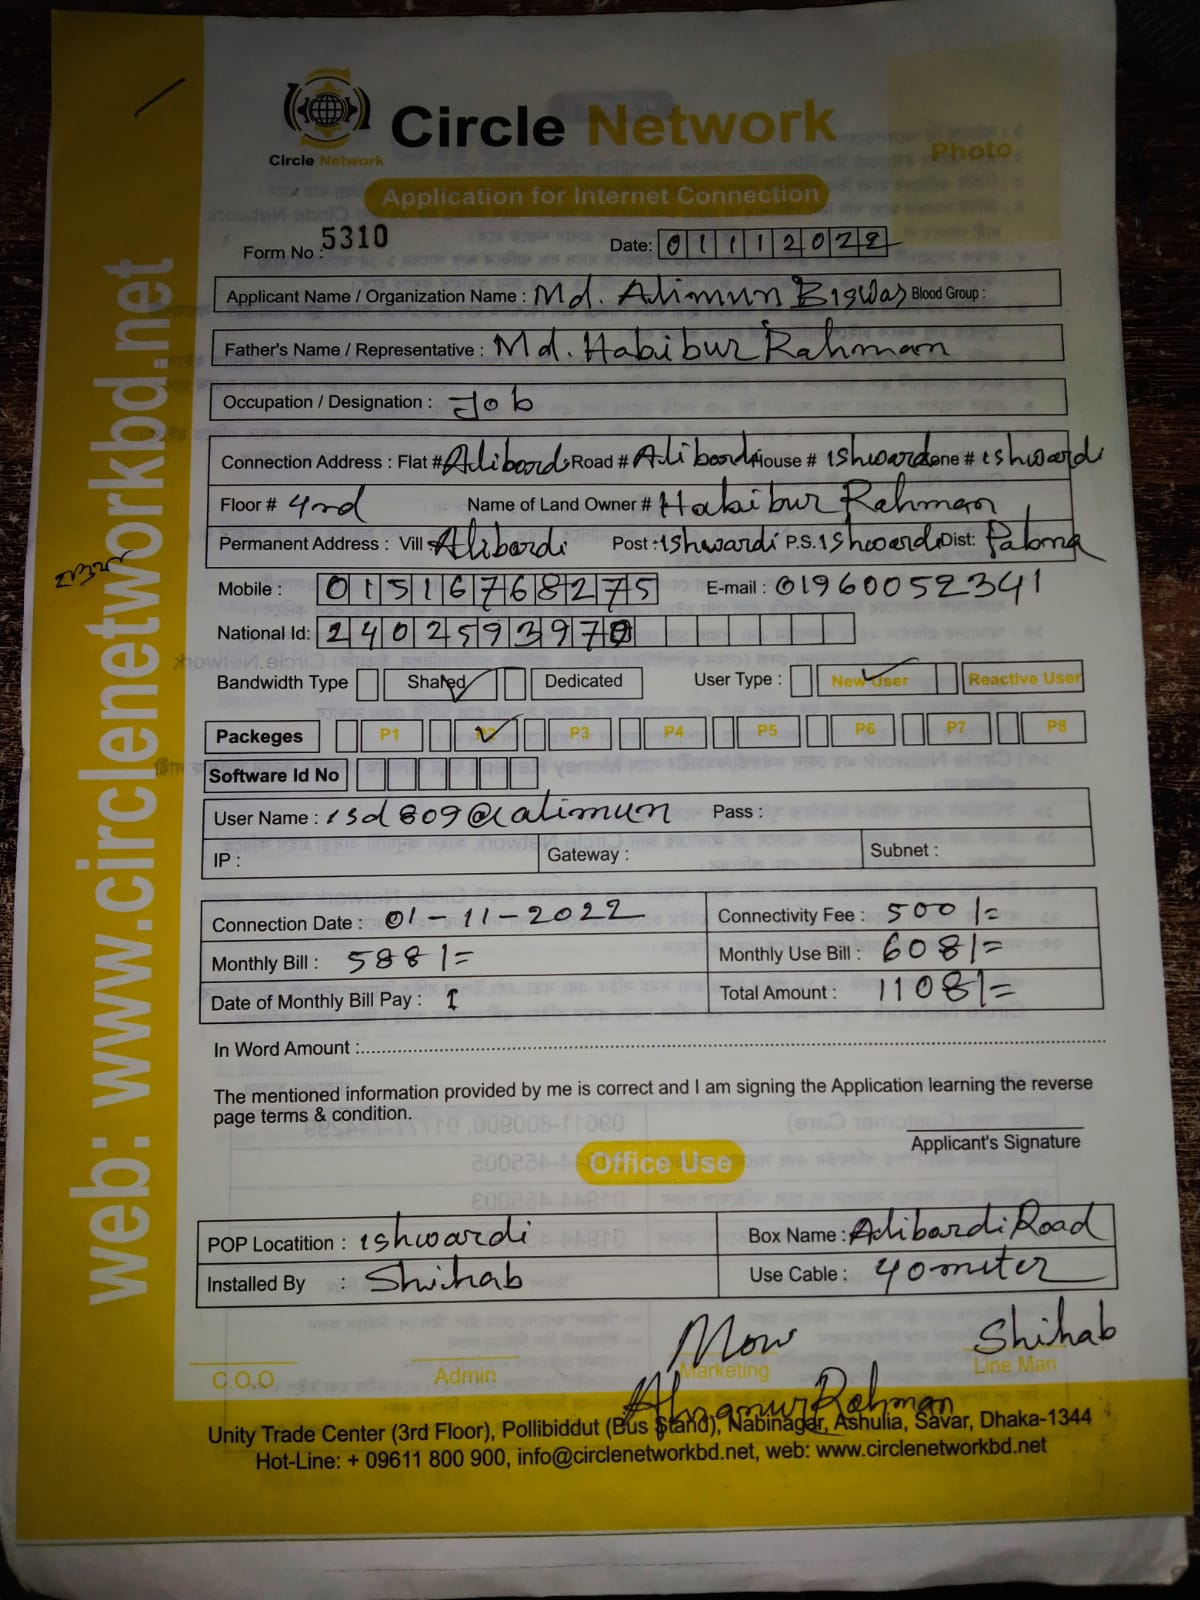 Circle Network
Circle Network
Photo
Application for Internet Connection
Form No : 5310
Date: 01112022
Applicant Name / Organization Name : Md. Alimun Biswas Blood Group :
Father's Name / Representative : Md. Habibur Rahman
Occupation / Designation : Job
Connection Address : Flat # Alibardi Road # Alibardi House # ishwardi one # ishwardi
Floor # 4rd Name of Land Owner # Habibur Rahman
Permanent Address : Vill Alibardi Post : ishwardi P.S. ishwardi Dist: Pabna
Mobile : 01516768275 E-mail : 01960052341
National Id: 2402593970
Bandwidth Type Shared Dedicated User Type : New User Reactive User
Packeges P1 P2 P3 P4 P5 P6 P7 P8
Software Id No
User Name : isd809@alimun Pass :
IP : Gateway : Subnet :
Connection Date : 01-11-2022 Connectivity Fee : 500/=
Monthly Bill : 588/= Monthly Use Bill : 608/=
Date of Monthly Bill Pay : 1 Total Amount : 1108/=
In Word Amount :
The mentioned information provided by me is correct and I am signing the Application learning the reverse
page terms & condition.
Applicant's Signature
Office Use
POP Locatition : ishwardi Box Name : Alibardi Road
Installed By : Shihab Use Cable : 40 miter
Mow Shihab
C.O.O Admin Marketing Line Man
Rahman
Unity Trade Center (3rd Floor), Pollibiddut (Bus Stand), Nabinagar, Ashulia, Savar, Dhaka-1344
Hot-Line: + 09611 800 900, info@circlenetworkbd.net, web: www.circlenetworkbd.net
web: www.circlenetworkbd.net